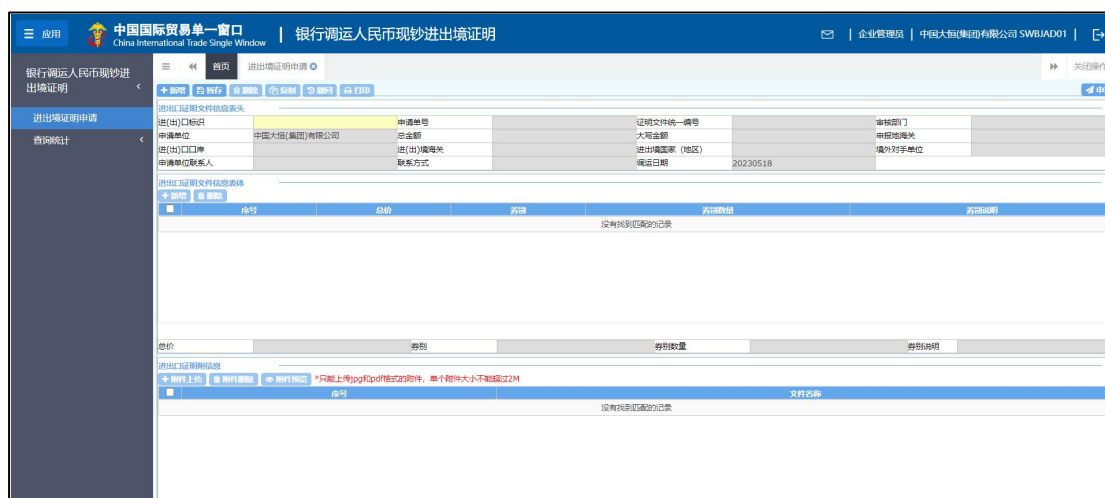 应用 中国国际贸易单一窗口 | 银行调运人民币现钞进出境证明 | 企业管理员 | 中国大恒(集团)有限公司 SWBJAD01 |
China International Trade Single Window
银行调运人民币现钞进出境证明
进出境证明申请
查询统计
首页 进出境证明申请 关闭操作
新增 暂存 删除 复制 撤回 打印 申
进出口证明文件信息表头
进(出)口标识 申请单号 证明文件统一编号 审核部门
申请单位 中国大恒(集团)有限公司 总金额 大写金额 申报地海关
进(出)口口岸 进(出)境海关 进出境国家（地区） 境外对手单位
申请单位联系人 联系方式 调运日期 20230518
进出口证明文件信息表体
新增 删除
序号 总价 券别 券别数量 券别说明
没有找到匹配的记录
总价 券别 券别数量 券别说明
进出口证明附信息
附件上传 附件删除 附件预览 *只能上传jpg和pdf格式的附件，单个附件大小不能超过2M
序号 文件名称
没有找到匹配的记录